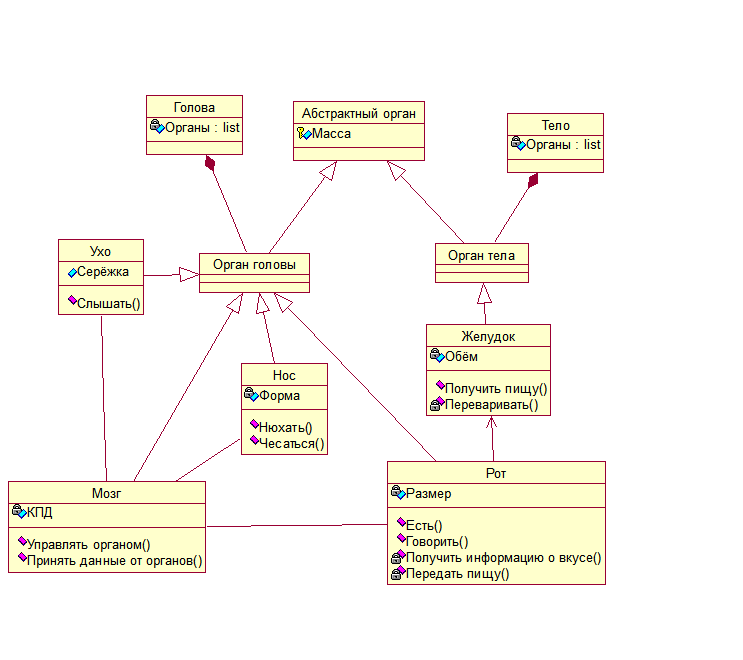 Голова
Органы : list
Абстрактный орган
Масса
Тело
Органы : list
Ухо
Серёжка
Слышать()
Орган головы
Орган тела
Желудок
Обём
Получить пищу()
Переваривать()
Нос
Форма
Нюхать()
Чесаться()
Мозг
КПД
Управлять органом()
Принять данные от органов()
Рот
Размер
Есть()
Говорить()
Получить информацию о вкусе()
Передать пищу()